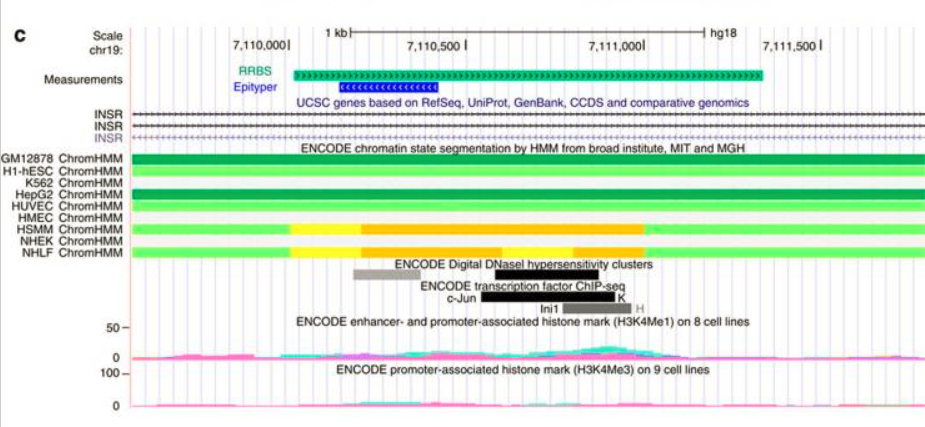 c
Scale 1 kb hg18
chr19: 7,110,000 7,110,500 7,111,000 7,111,500
RRBS
Measurements
Epityper
UCSC genes based on RefSeq, UniProt, GenBank, CCDS and comparative genomics
INSR
INSR
INSR
ENCODE chromatin state segmentation by HMM from broad institute, MIT and MGH
GM12878 ChromHMM
H1-hESC ChromHMM
K562 ChromHMM
HepG2 ChromHMM
HUVEC ChromHMM
HMEC ChromHMM
HSMM ChromHMM
NHEK ChromHMM
NHLF ChromHMM
ENCODE Digital DNaseI hypersensitivity clusters
ENCODE transcription factor ChIP-seq
c-Jun K
Ini1 H
ENCODE enhancer- and promoter-associated histone mark (H3K4Me1) on 8 cell lines
50
0
ENCODE promoter-associated histone mark (H3K4Me3) on 9 cell lines
100
0